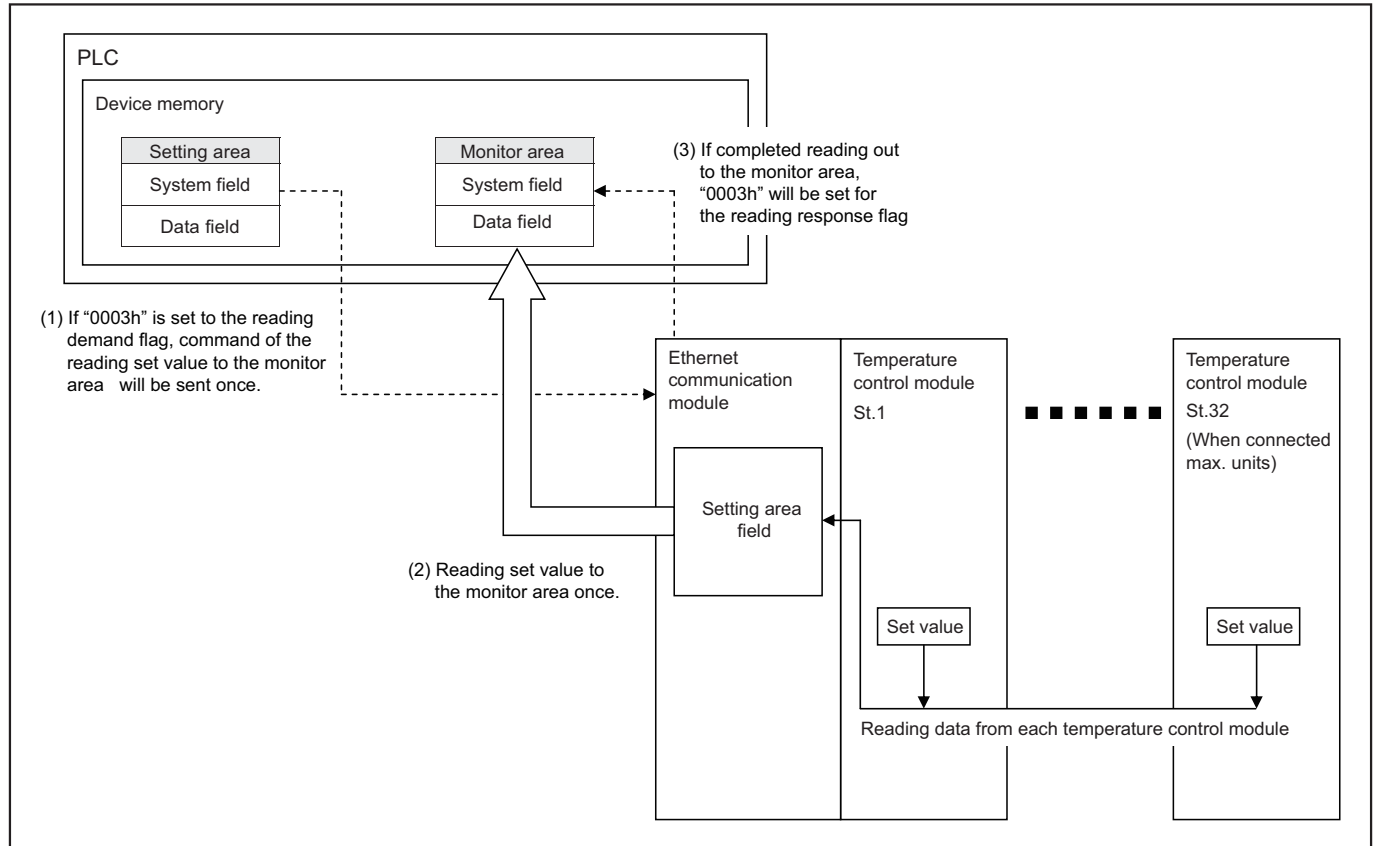 PLC
Device memory
Setting area
System field
Data field
Monitor area
System field
Data field
(3) If completed reading out
to the monitor area,
“0003h” will be set for
the reading response flag
(1) If “0003h” is set to the reading
demand flag, command of the
reading set value to the monitor
area will be sent once.
Ethernet
communication
module
Temperature
control module
St.1
Temperature
control module
St.32
(When connected
max. units)
Setting area
field
(2) Reading set value to
the monitor area once.
Set value
Set value
Reading data from each temperature control module